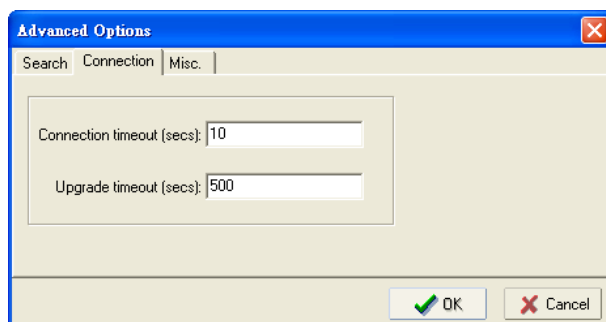 Advanced Options
Search Connection Misc.
Connection timeout (secs): 10
Upgrade timeout (secs): 500
OK Cancel